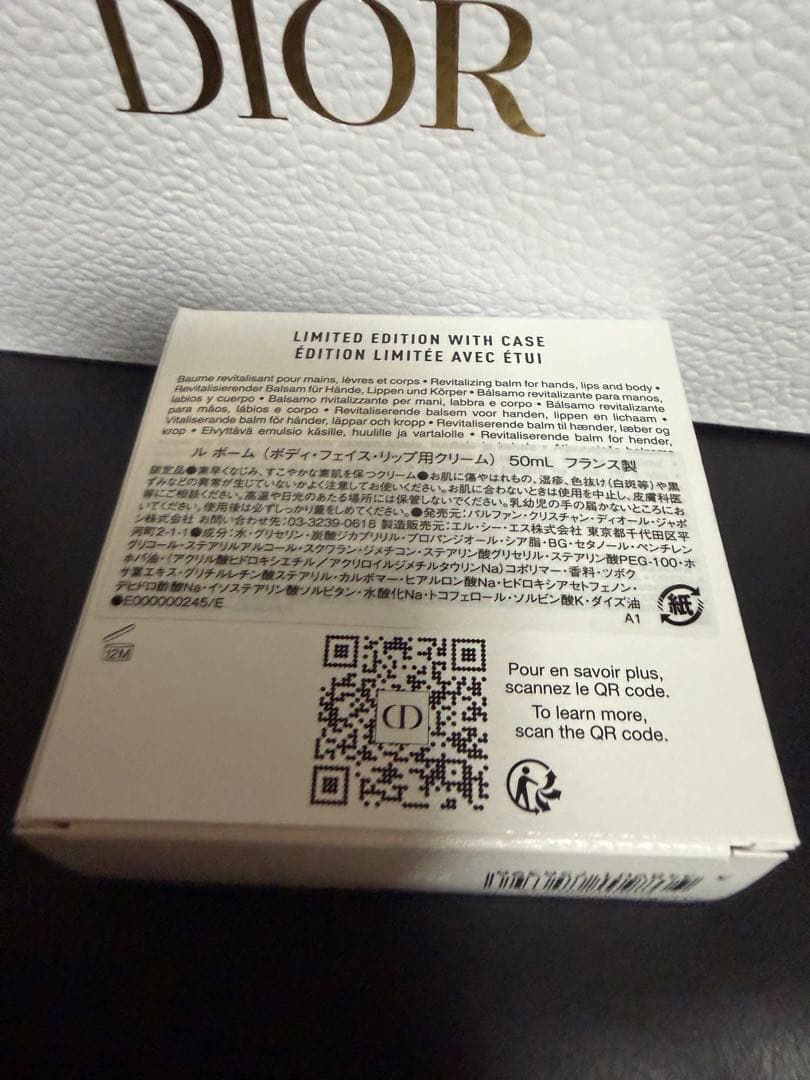 DIOR
LIMITED EDITION WITH CASE
ÉDITION LIMITÉE AVEC ÉTUI
Baume revitalisant pour mains, lèvres et corps • Revitalizing balm for hands, lips and body •
Revitalisierender Balsam für Hände, Lippen und Körper • Bálsamo revitalizante para manos,
labios y cuerpo • Balsamo rivitalizzante per mani, labbra e corpo • Bálsamo revitalizante
para mãos, lábios e corpo • Revitaliserende balsem voor handen, lippen en lichaam •
Vitaliserande balm för händer, läppar och kropp • Revitaliserende balm til hænder, læber og
krop • Elvyttävä emulsio käsille, huulille ja vartalolle • Revitaliserende balm for hender,
ル ボーム（ボディ・フェイス・リップ用クリーム） 50mL フランス製
限定品●素早くなじみ、すこやかな素肌を保つクリーム●お肌に傷やはれもの、湿疹、色抜け(白斑等)や黒
ずみなどの異常が生じていないかよく注意してお使いください。お肌に合わないときは使用を中止し、皮膚科医
等にご相談ください。高温や日光のあたる場所には保管しないでください。乳幼児の手の届かないところにお
いてください。使用後は必ずしっかり蓋をしめてください。●発売元：パルファン・クリスチャン・ディオール・ジャポ
ン株式会社 お問い合わせ先：03-3239-0618 製造販売元：エル・シー・エス株式会社 東京都千代田区平
河町2-1-1●成分：水・グリセリン・炭酸ジカプリリル・プロパンジオール・シア脂・BG・セタノール・ペンチレン
グリコール・ステアリルアルコール・スクワラン・ジメチコン・ステアリン酸グリセリル・ステアリン酸PEG-100・ホ
ホバ油・（アクリル酸ヒドロキシエチル／アクリロイルジメチルタウリンNa）コポリマー・香料・ツボク
サ葉エキス・グリチルレチン酸ステアリル・カルボマー・ヒアルロン酸Na・ヒドロキシアセトフェノン・
デヒドロ酢酸Na・イソステアリン酸ソルビタン・水酸化Na・トコフェロール・ソルビン酸K・ダイズ油
●E000000245/E
紙
A1
12M
CD
Pour en savoir plus,
scannez le QR code.
To learn more,
scan the QR code.